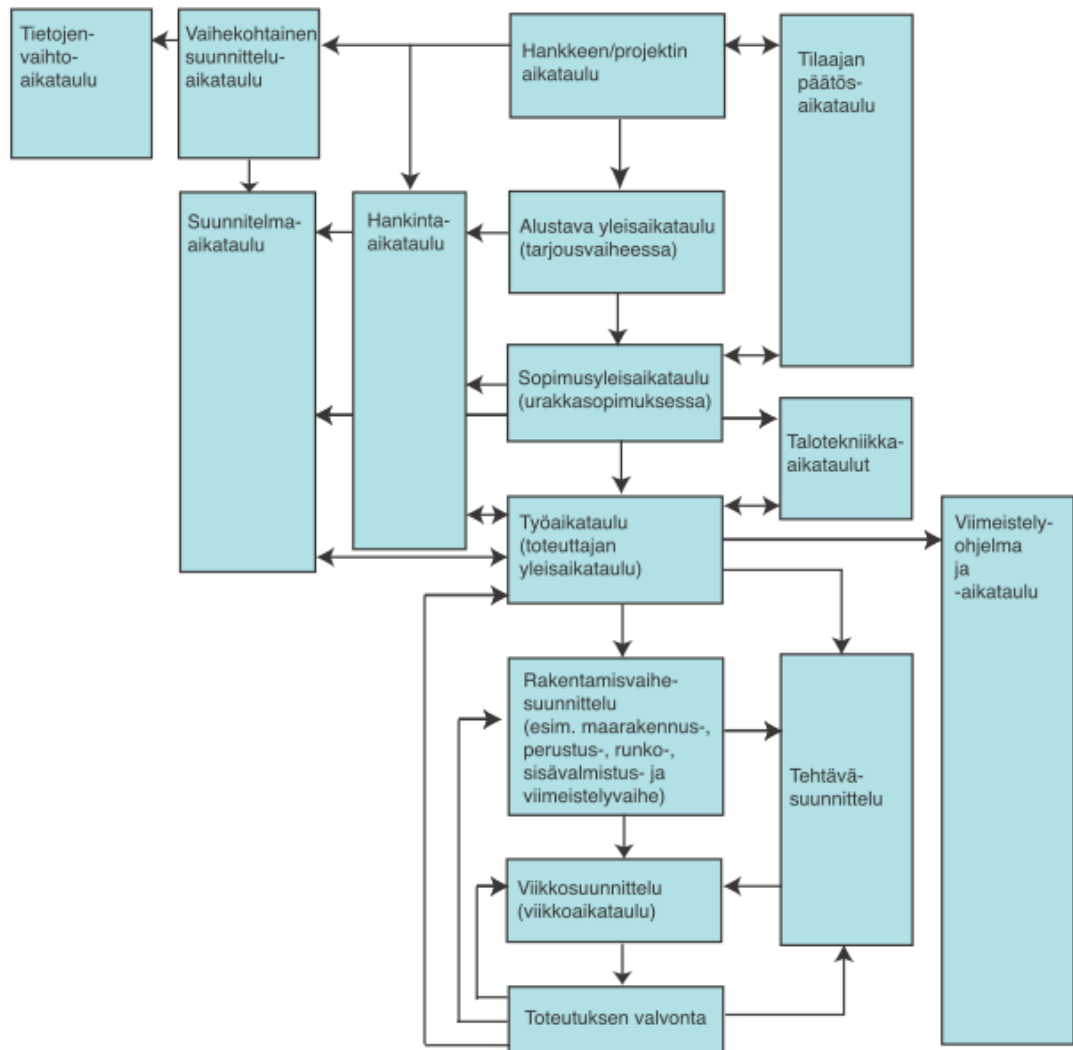 Tietojen-
vaihto-
aikataulu
Vaihekohtainen
suunnittelu-
aikataulu
Hankkeen/projektin
aikataulu
Tilaajan
päätös-
aikataulu
Suunnitelma-
aikataulu
Hankinta-
aikataulu
Alustava yleisaikataulu
(tarjousvaiheessa)
Sopimusyleisaikataulu
(urakkasopimuksessa)
Talotekniikka-
aikataulut
Työaikataulu
(toteuttajan
yleisaikataulu)
Viimeistely-
ohjelma
ja
-aikataulu
Rakentamisvaihe-
suunnittelu
(esim. maarakennus-,
perustus-, runko-,
sisävalmistus- ja
viimeistelyvaihe)
Tehtävä-
suunnittelu
Viikkosuunnittelu
(viikkoaikataulu)
Toteutuksen valvonta